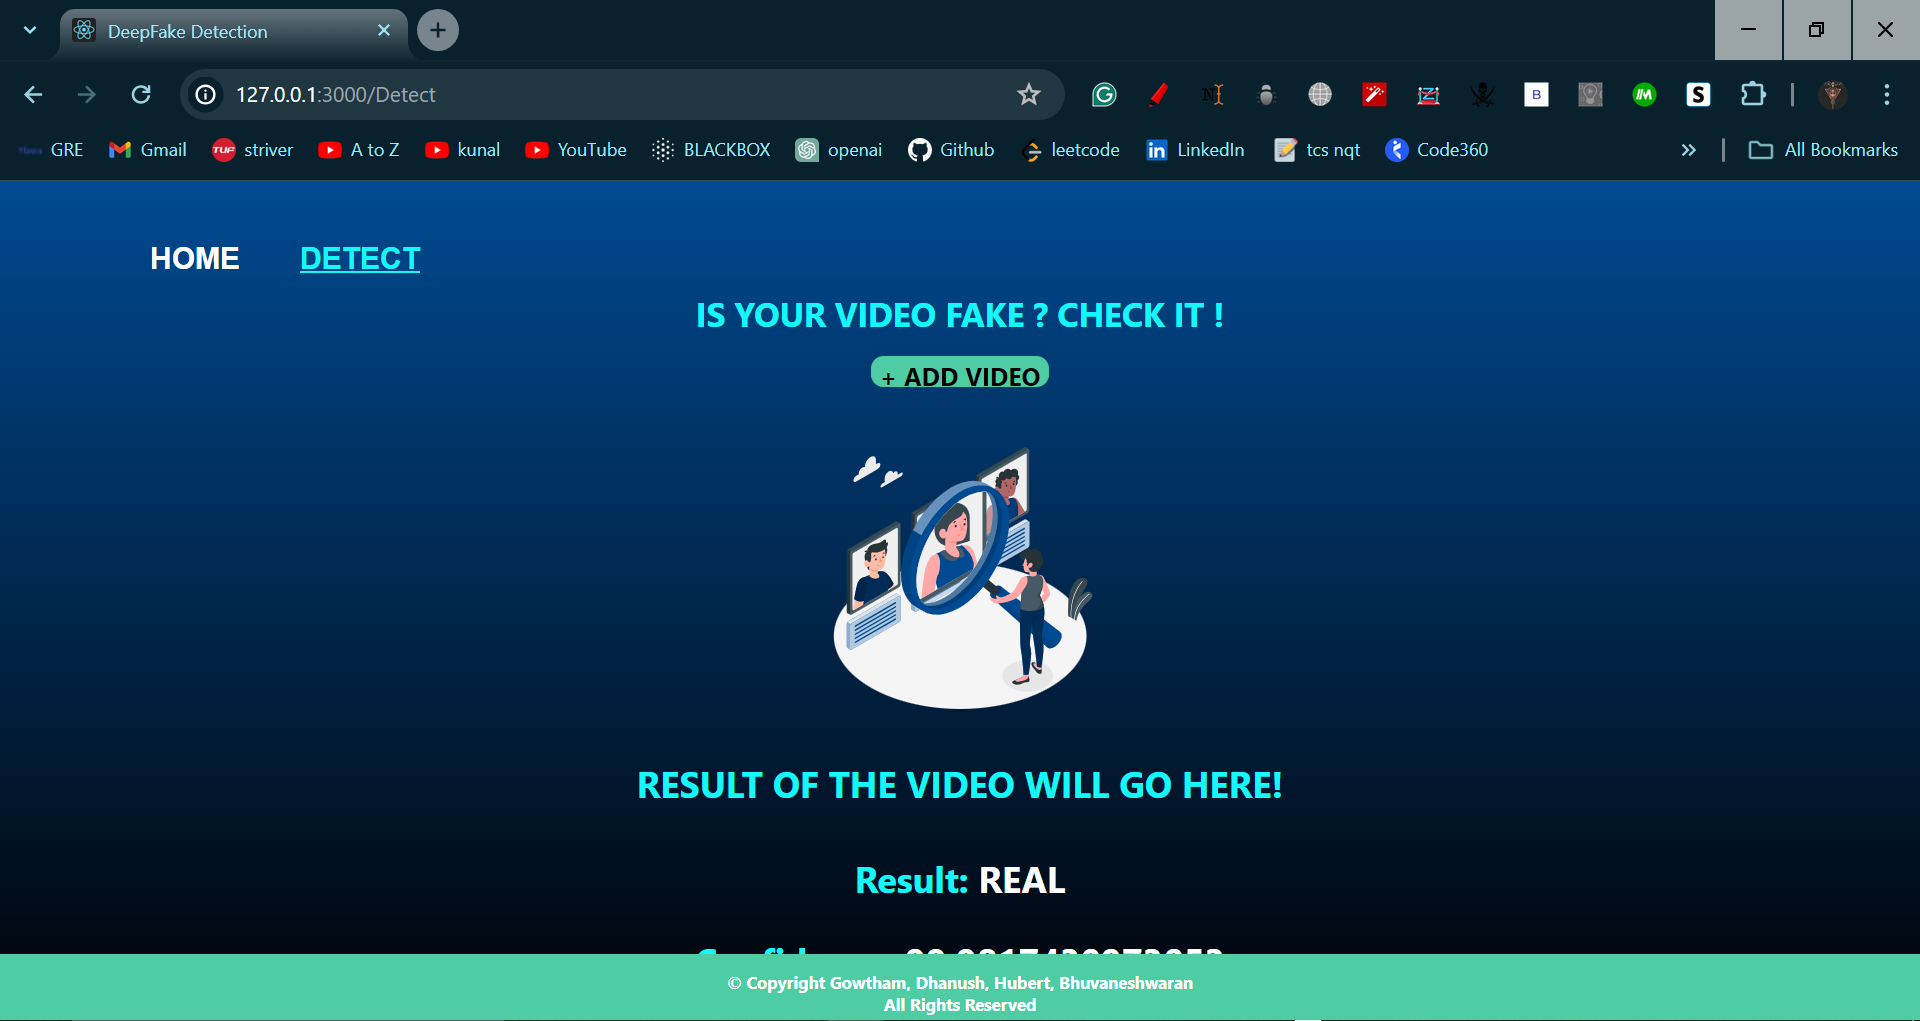 DeepFake Detection
127.0.0.1:3000/Detect
GRE Gmail striver A to Z kunal YouTube BLACKBOX openai Github leetcode LinkedIn tcs nqt Code360 All Bookmarks
HOME DETECT
IS YOUR VIDEO FAKE ? CHECK IT !
+ ADD VIDEO
RESULT OF THE VIDEO WILL GO HERE!
Result: REAL
© Copyright Gowtham, Dhanush, Hubert, Bhuvaneshwaran
All Rights Reserved